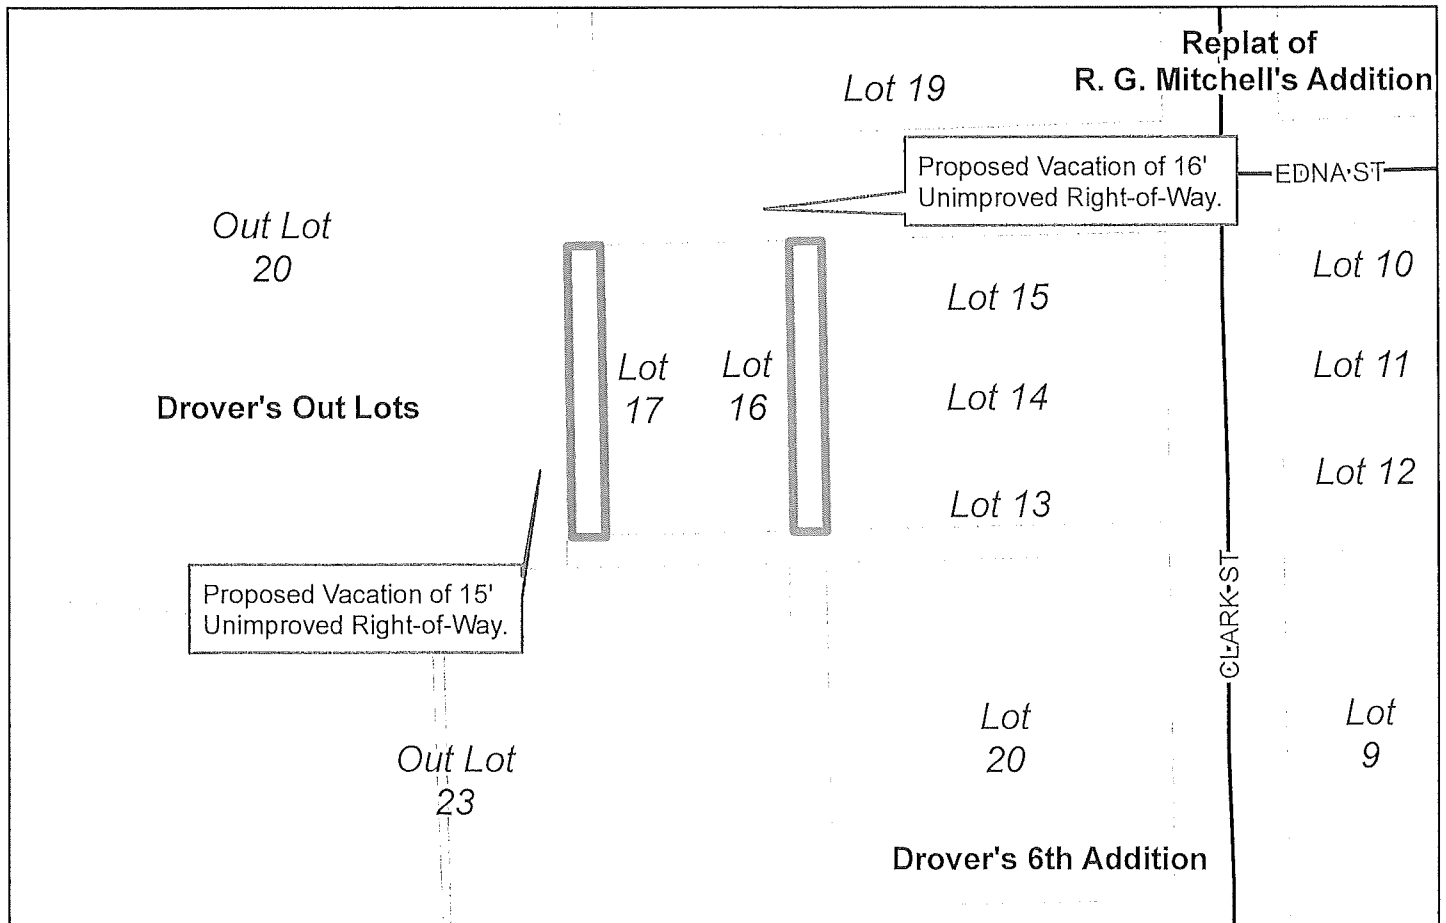 Replat of
R. G. Mitchell's Addition
Lot 19
Proposed Vacation of 16'
Unimproved Right-of-Way.
EDNA ST
Out Lot
20
Lot 15
Lot 10
Lot
17
Lot
16
Lot 11
Drover's Out Lots
Lot 14
Lot 12
Lot 13
Proposed Vacation of 15'
Unimproved Right-of-Way.
CLARK ST
Out Lot
23
Lot
20
Lot
9
Drover's 6th Addition